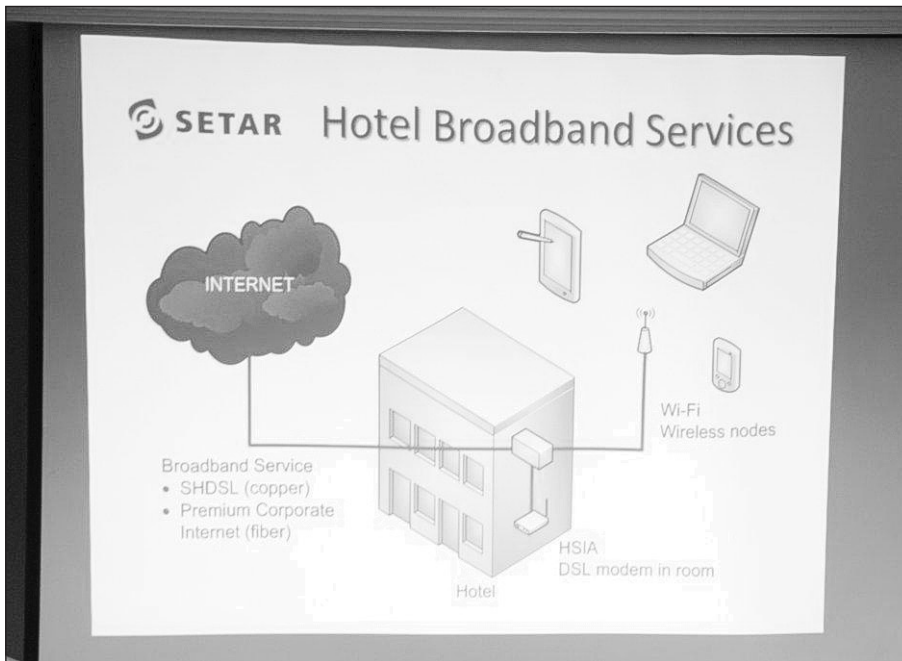 SETAR Hotel Broadband Services
INTERNET
Wi-Fi
Wireless nodes
Broadband Service
• SHDSL (copper)
• Premium Corporate
Internet (fiber)
HSIA
DSL modem in room
Hotel